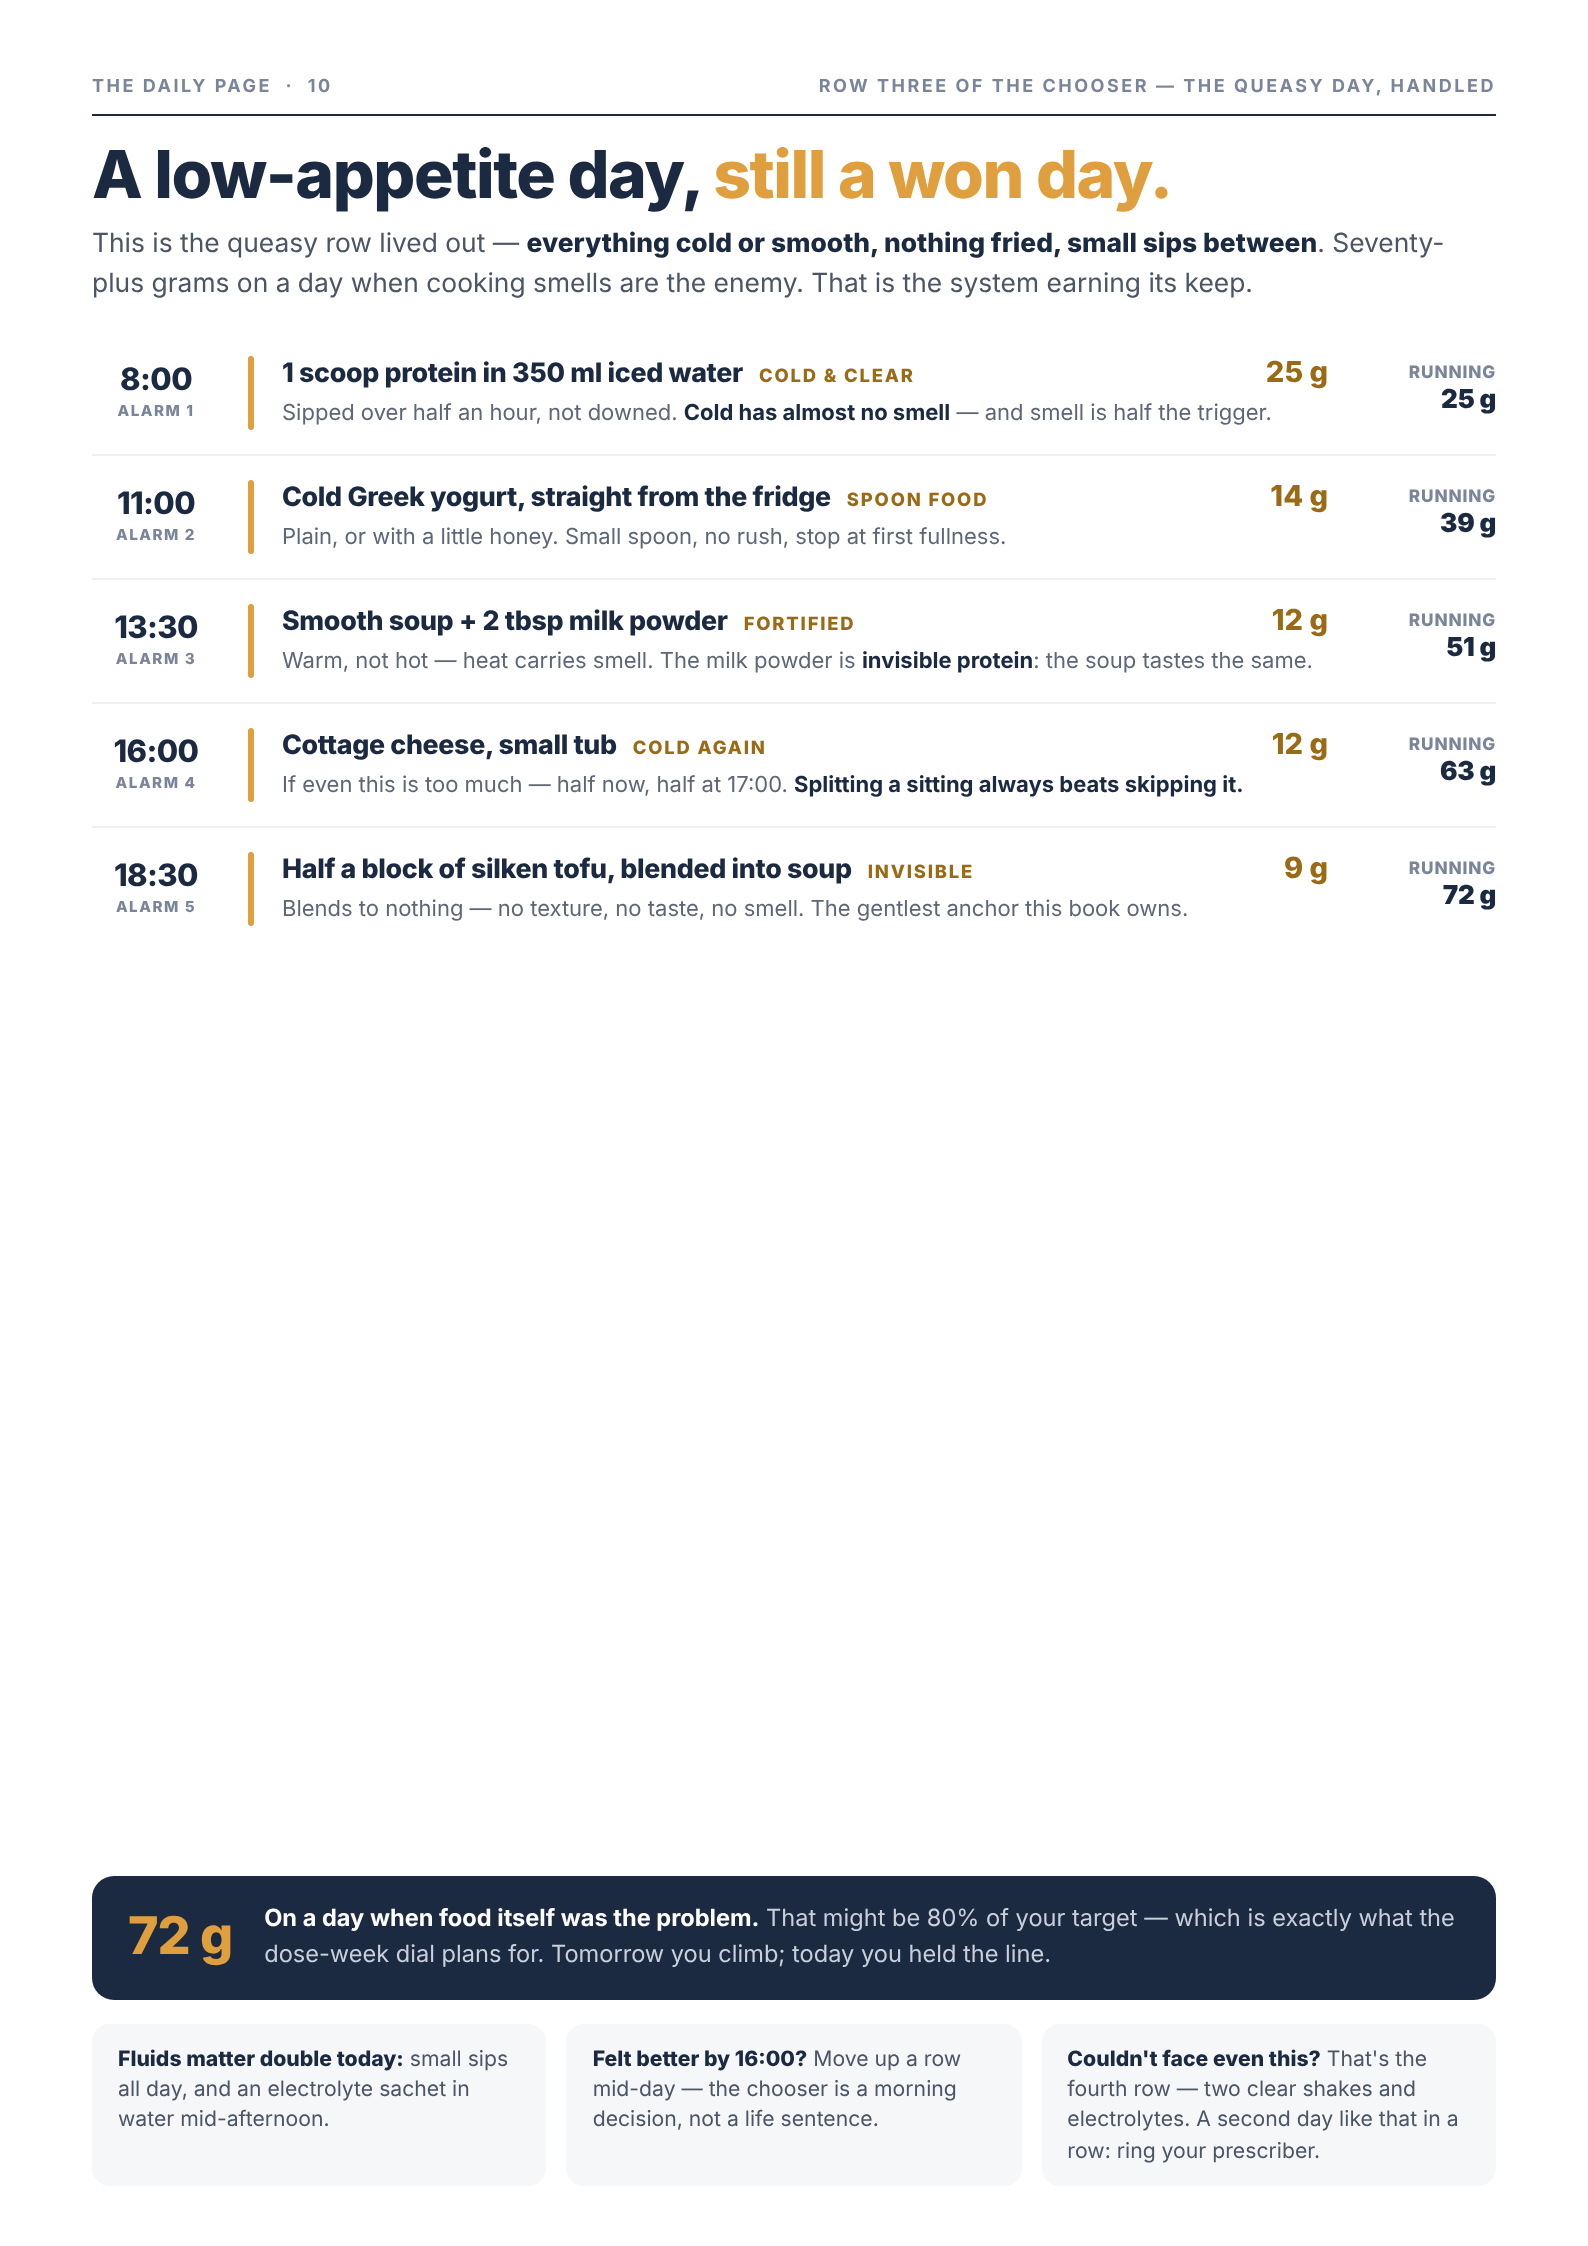 THE DAILY PAGE · 10
ROW THREE OF THE CHOOSER — THE QUEASY DAY, HANDLED
A low-appetite day, still a won day.
This is the queasy row lived out — everything cold or smooth, nothing fried, small sips between. Seventy-
plus grams on a day when cooking smells are the enemy. That is the system earning its keep.
8:00
ALARM 1
1 scoop protein in 350 ml iced water COLD & CLEAR
Sipped over half an hour, not downed. Cold has almost no smell — and smell is half the trigger.
25 g
RUNNING
25 g
11:00
ALARM 2
Cold Greek yogurt, straight from the fridge SPOON FOOD
Plain, or with a little honey. Small spoon, no rush, stop at first fullness.
14 g
RUNNING
39 g
13:30
ALARM 3
Smooth soup + 2 tbsp milk powder FORTIFIED
Warm, not hot — heat carries smell. The milk powder is invisible protein: the soup tastes the same.
12 g
RUNNING
51 g
16:00
ALARM 4
Cottage cheese, small tub COLD AGAIN
If even this is too much — half now, half at 17:00. Splitting a sitting always beats skipping it.
12 g
RUNNING
63 g
18:30
ALARM 5
Half a block of silken tofu, blended into soup INVISIBLE
Blends to nothing — no texture, no taste, no smell. The gentlest anchor this book owns.
9 g
RUNNING
72 g
72 g
On a day when food itself was the problem. That might be 80% of your target — which is exactly what the
dose-week dial plans for. Tomorrow you climb; today you held the line.
Fluids matter double today: small sips
all day, and an electrolyte sachet in
water mid-afternoon.
Felt better by 16:00? Move up a row
mid-day — the chooser is a morning
decision, not a life sentence.
Couldn't face even this? That's the
fourth row — two clear shakes and
electrolytes. A second day like that in a
row: ring your prescriber.